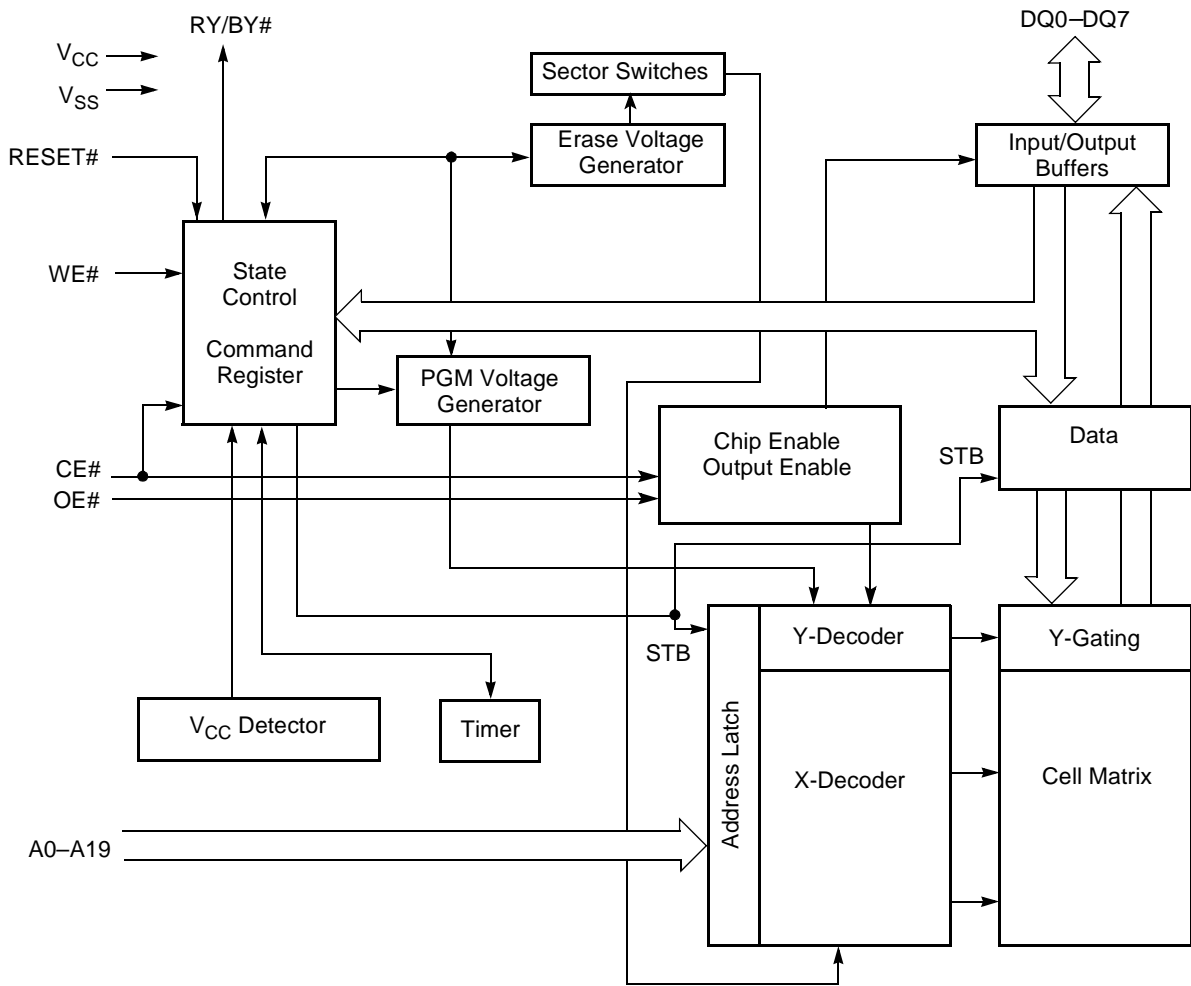 RY/BY#
DQ0–DQ7
VCC
VSS
Sector Switches
Erase Voltage
Generator
Input/Output
Buffers
RESET#
WE#
State
Control
Command
Register
PGM Voltage
Generator
Chip Enable
Output Enable
Data
STB
CE#
OE#
STB
Y-Decoder
Y-Gating
VCC Detector
Timer
Address Latch
X-Decoder
Cell Matrix
A0–A19